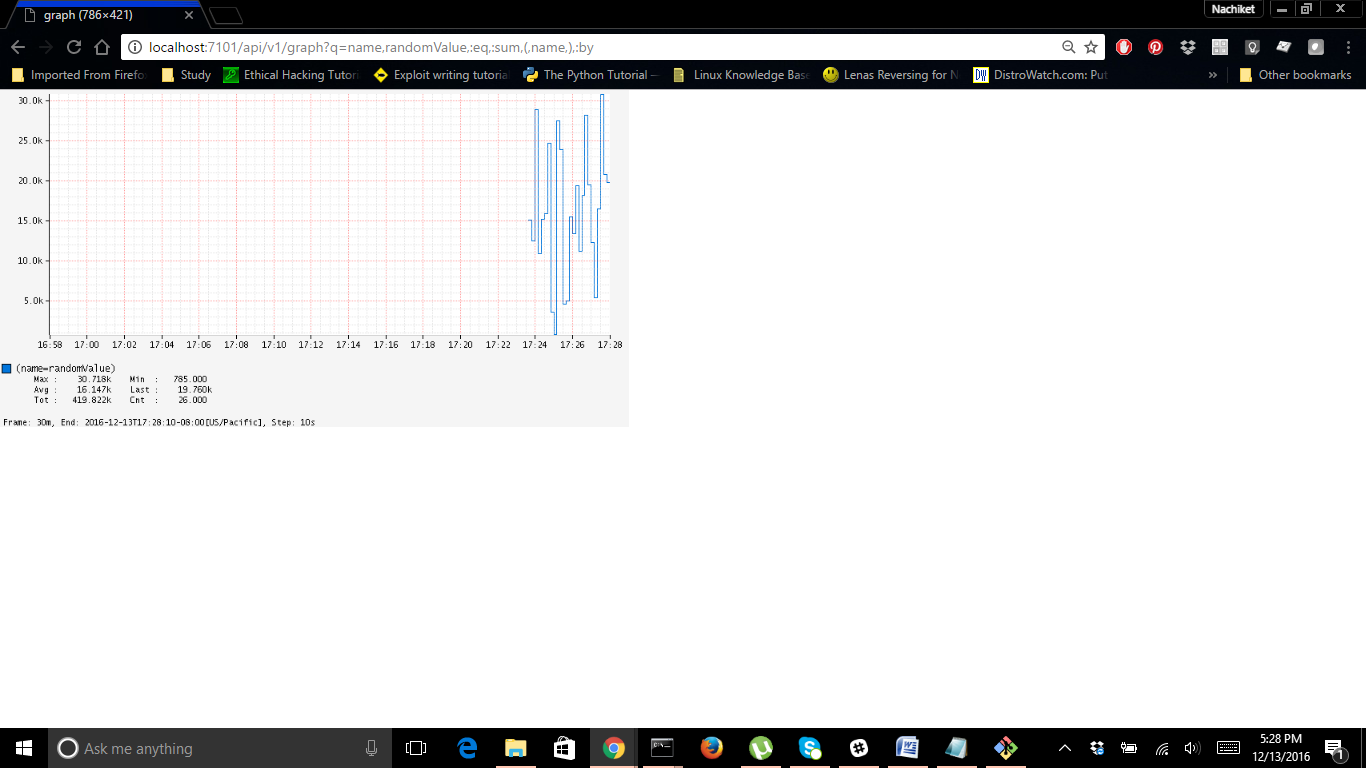 graph (786×421)
Nachiket
localhost:7101/api/v1/graph?q=name,randomValue,:eq,:sum,(,name,),:by
Imported From Firefo Study Ethical Hacking Tutori Exploit writing tutoria The Python Tutorial — Linux Knowledge Base Lenas Reversing for N DW DistroWatch.com: Put » Other bookmarks
30.0k
25.0k
20.0k
15.0k
10.0k
5.0k
16:58 17:00 17:02 17:04 17:06 17:08 17:10 17:12 17:14 17:16 17:18 17:20 17:22 17:24 17:26 17:28
(name=randomValue)
Max : 30.718k Min : 785.000
Avg : 16.147k Last : 19.760k
Tot : 419.822k Cnt : 26.000
Frame: 30m, End: 2016-12-13T17:28:10-08:00[US/Pacific], Step: 10s
Ask me anything
5:28 PM
12/13/2016
1